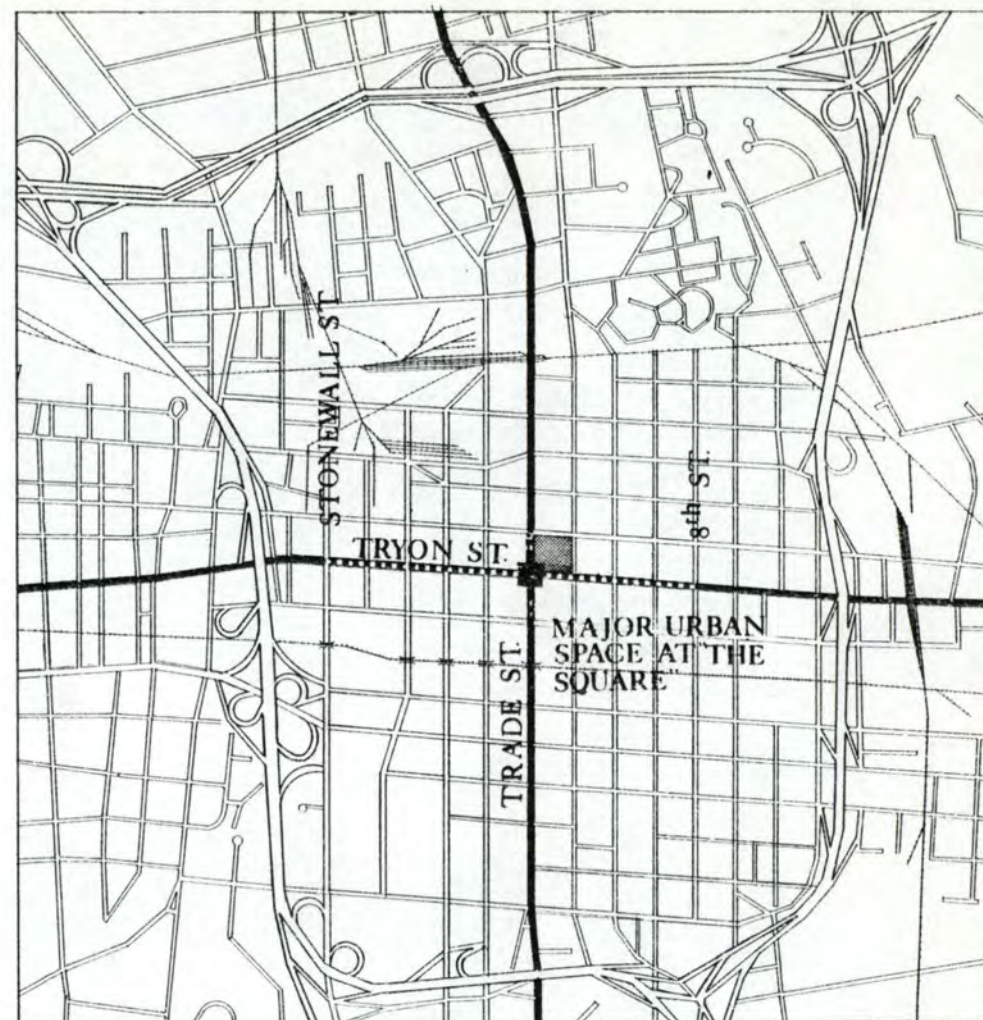 STONEWALL ST
8th ST.
TRYON ST.
MAJOR URBAN
SPACE AT "THE
SQUARE"
TRADE ST.